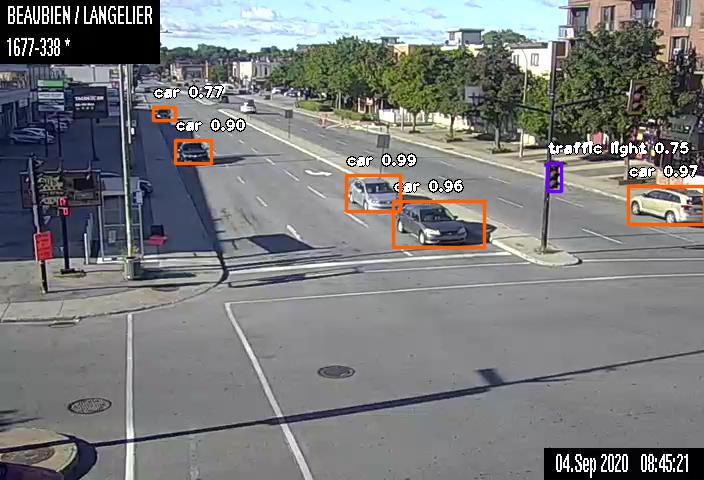 BEAUBIEN / LANGELIER
1677-338 *
car 0.77
car 0.90
car 0.99
car 0.96
traffic light 0.75
car 0.97
04.Sep 2020 08:45:21